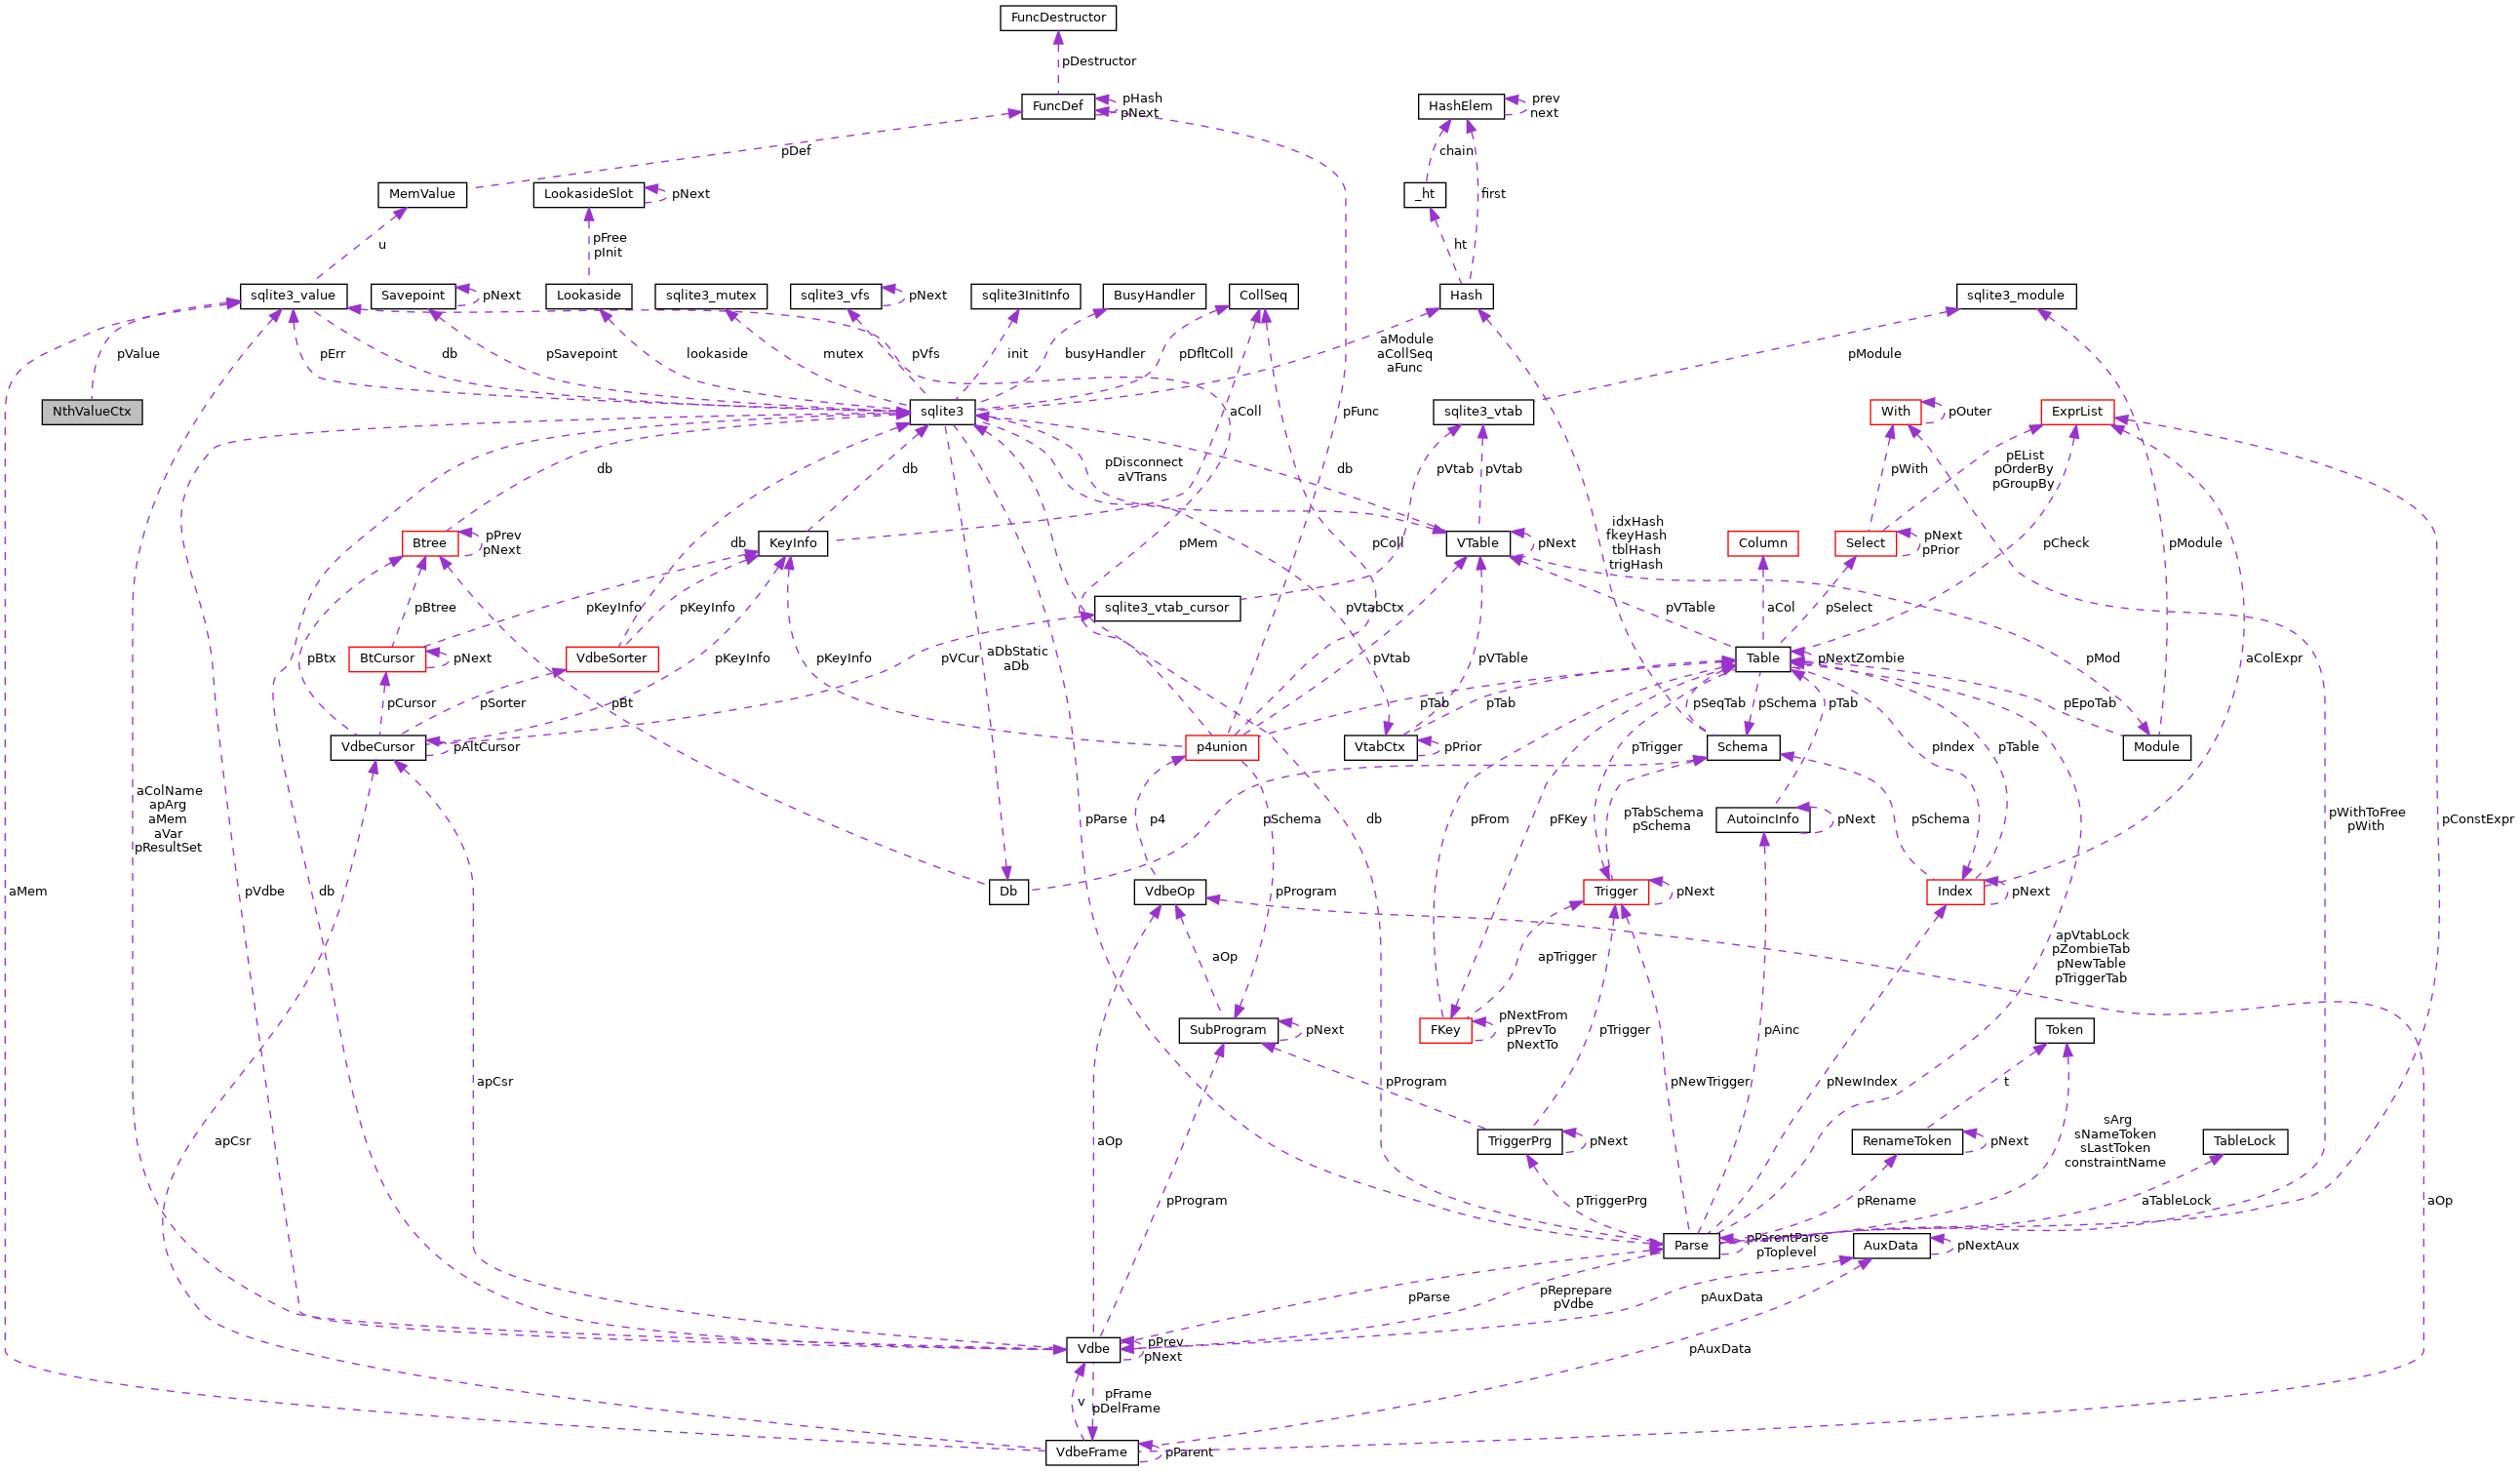 FuncDestructor
pDestructor
FuncDef
pHash
pNext
HashElem
prev
next
pDef
chain
MemValue
LookasideSlot
pNext
_ht
first
u
pFree
pInit
ht
sqlite3_value
Savepoint
pNext
Lookaside
sqlite3_mutex
sqlite3_vfs
pNext
sqlite3InitInfo
BusyHandler
CollSeq
Hash
sqlite3_module
pValue
pErr
db
pSavepoint
lookaside
mutex
pVfs
init
busyHandler
pDfltColl
aModule
aCollSeq
aFunc
pModule
NthValueCtx
sqlite3
aColl
pFunc
sqlite3_vtab
With
pOuter
ExprList
db
db
pDisconnect
aVTrans
db
pVtab
pVtab
pWith
pEList
pOrderBy
pGroupBy
Btree
pPrev
pNext
db
KeyInfo
pMem
pColl
VTable
pNext
idxHash
fkeyHash
tblHash
trigHash
Column
Select
pNext
pPrior
pCheck
pModule
pBtree
pKeyInfo
pKeyInfo
sqlite3_vtab_cursor
pVtabCtx
pVTable
aCol
pSelect
pBtx
BtCursor
pNext
VdbeSorter
pKeyInfo
pKeyInfo
pVCur
aDbStatic
aDb
pVtab
pVTable
Table
pNextZombie
pMod
aColExpr
pCursor
pSorter
pBt
pTab
pTab
pSeqTab
pSchema
pTab
pEpoTab
VdbeCursor
pAltCursor
p4union
VtabCtx
pPrior
pTrigger
Schema
pIndex
pTable
Module
aColName
apArg
aMem
aVar
pResultSet
pParse
p4
pSchema
db
pFrom
pFKey
pTabSchema
pSchema
AutoincInfo
pNext
pSchema
pWithToFree
pWith
pConstExpr
aMem
pVdbe
db
Db
VdbeOp
pProgram
Trigger
pNext
Index
pNext
aOp
apTrigger
apVtabLock
pZombieTab
pNewTable
pTriggerTab
SubProgram
pNext
FKey
pNextFrom
pPrevTo
pNextTo
pTrigger
pAinc
Token
apCsr
pProgram
pNewTrigger
pNewIndex
t
apCsr
aOp
TriggerPrg
pNext
RenameToken
pNext
sArg
sNameToken
sLastToken
constraintName
TableLock
pProgram
pTriggerPrg
pRename
aTableLock
aOp
Parse
pParentParse
pToplevel
AuxData
pNextAux
pParse
pReprepare
pVdbe
pAuxData
Vdbe
pPrev
pNext
pAuxData
v
pFrame
pDelFrame
VdbeFrame
pParent